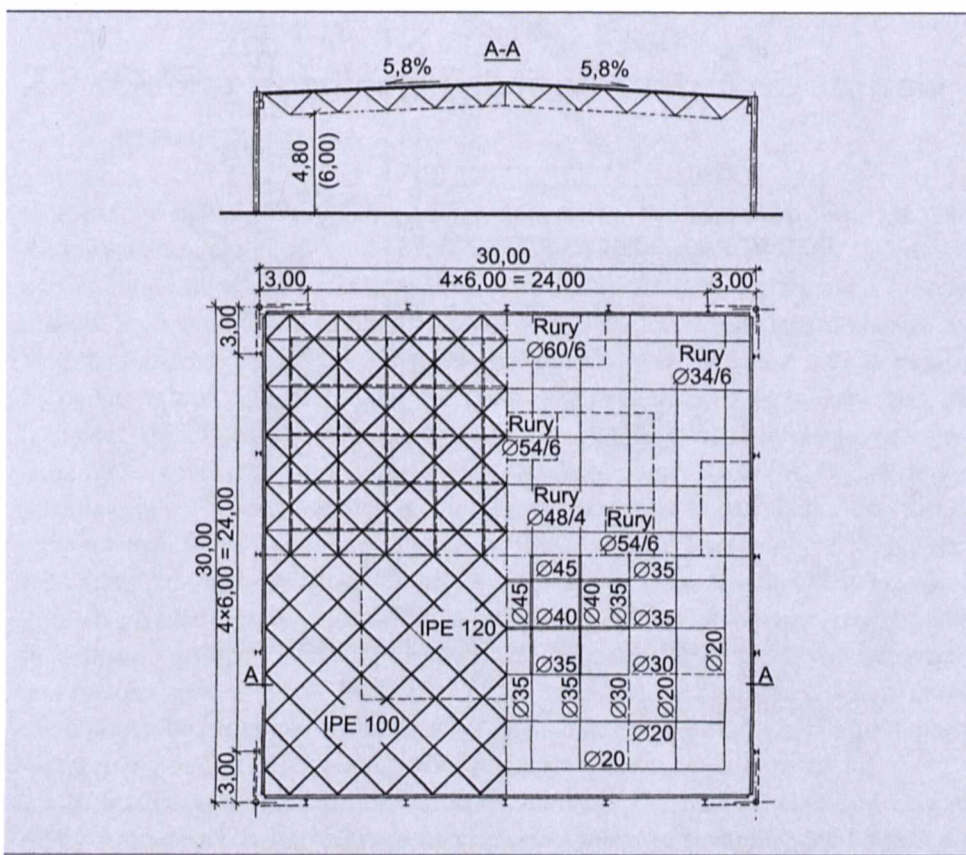 A-A
5,8%
5,8%
4,80
(6,00)
30,00
3,00
4×6,00 = 24,00
3,00
3,00
Rury
Ø60/6
Rury
Ø34/6
Rury
Ø54/6
Rury
Ø48/4
Rury
Ø54/6
30,00
4×6,00 = 24,00
Ø45
Ø35
Ø45
Ø40
Ø40
Ø35
Ø35
IPE 120
Ø35
Ø30
Ø20
A
A
Ø35
Ø35
Ø30
Ø20
IPE 100
Ø20
3,00
Ø20